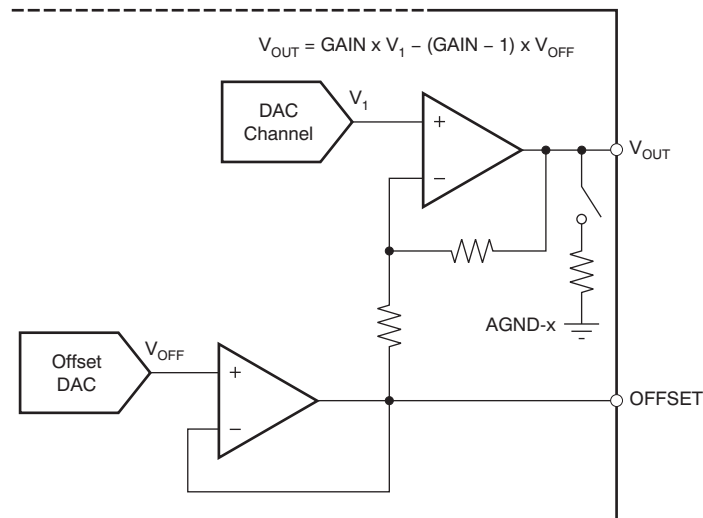 V_OUT = GAIN x V_1 – (GAIN – 1) x V_OFF
DAC
Channel
V_1
+
–
V_OUT
AGND-x
Offset
DAC
V_OFF
+
–
OFFSET